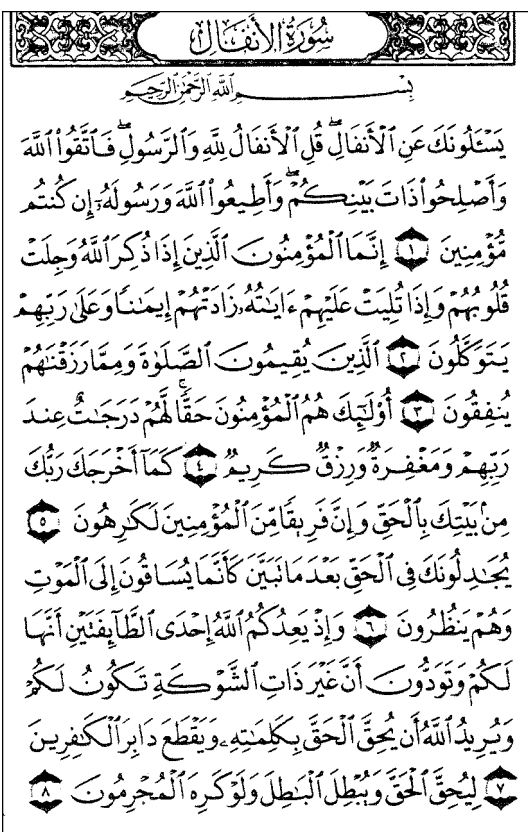 سُورَةُ الأَنفَالِ
بِسْمِ ٱللَّهِ ٱلرَّحْمَٰنِ ٱلرَّحِيمِ
يَسْـَٔلُونَكَ عَنِ ٱلْأَنفَالِ ۖ قُلِ ٱلْأَنفَالُ لِلَّهِ وَٱلرَّسُولِ ۖ فَٱتَّقُوا۟ ٱللَّهَ
وَأَصْلِحُوا۟ ذَاتَ بَيْنِكُمْ ۖ وَأَطِيعُوا۟ ٱللَّهَ وَرَسُولَهُۥٓ إِن كُنتُم
مُّؤْمِنِينَ ١ إِنَّمَا ٱلْمُؤْمِنُونَ ٱلَّذِينَ إِذَا ذُكِرَ ٱللَّهُ وَجِلَتْ
قُلُوبُهُمْ وَإِذَا تُلِيَتْ عَلَيْهِمْ ءَايَٰتُهُۥ زَادَتْهُمْ إِيمَٰنًا وَعَلَىٰ رَبِّهِمْ
يَتَوَكَّلُونَ ٢ ٱلَّذِينَ يُقِيمُونَ ٱلصَّلَوٰةَ وَمِمَّا رَزَقْنَٰهُمْ
يُنفِقُونَ ٣ أُو۟لَٰٓئِكَ هُمُ ٱلْمُؤْمِنُونَ حَقًّا ۚ لَّهُمْ دَرَجَٰتٌ عِندَ
رَبِّهِمْ وَمَغْفِرَةٌ وَرِزْقٌ كَرِيمٌ ٤ كَمَآ أَخْرَجَكَ رَبُّكَ
مِنۢ بَيْتِكَ بِٱلْحَقِّ وَإِنَّ فَرِيقًا مِّنَ ٱلْمُؤْمِنِينَ لَكَٰرِهُونَ ٥
يُجَٰدِلُونَكَ فِى ٱلْحَقِّ بَعْدَ مَا تَبَيَّنَ كَأَنَّمَا يُسَاقُونَ إِلَى ٱلْمَوْتِ
وَهُمْ يَنظُرُونَ ٦ وَإِذْ يَعِدُكُمُ ٱللَّهُ إِحْدَى ٱلطَّآئِفَتَيْنِ أَنَّهَا
لَكُمْ وَتَوَدُّونَ أَنَّ غَيْرَ ذَاتِ ٱلشَّوْكَةِ تَكُونُ لَكُمْ
وَيُرِيدُ ٱللَّهُ أَن يُحِقَّ ٱلْحَقَّ بِكَلِمَٰتِهِۦ وَيَقْطَعَ دَابِرَ ٱلْكَٰفِرِينَ
٧ لِيُحِقَّ ٱلْحَقَّ وَيُبْطِلَ ٱلْبَٰطِلَ وَلَوْ كَرِهَ ٱلْمُجْرِمُونَ ٨